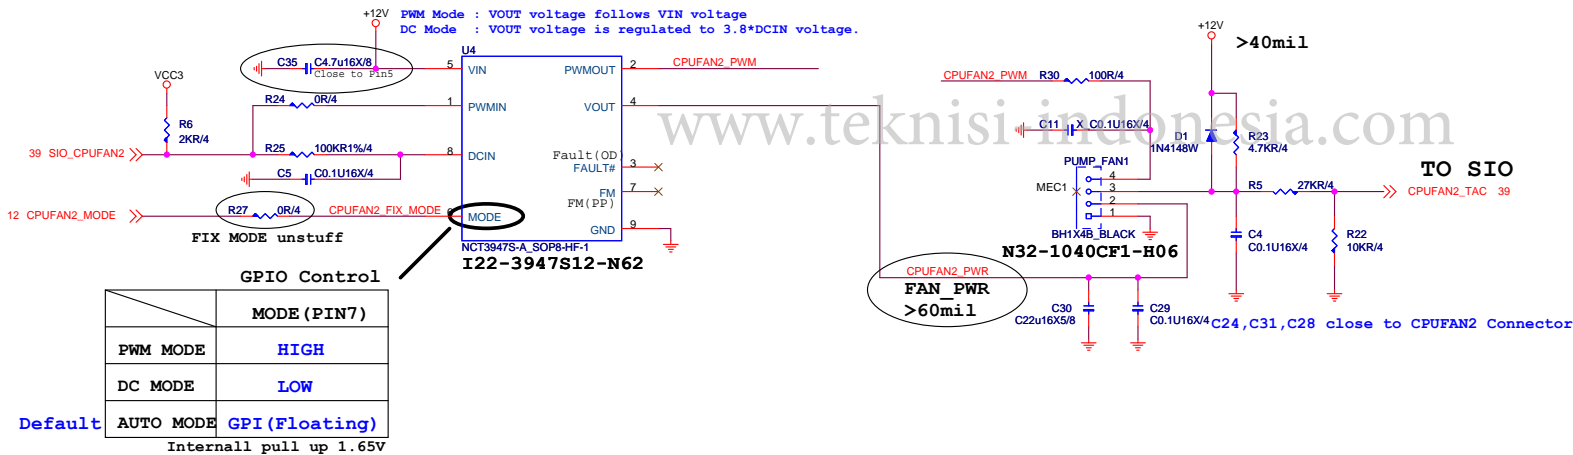 +12V
PWM Mode : VOUT voltage follows VIN voltage
DC Mode : VOUT voltage is regulated to 3.8*DCIN voltage.
+12V
>40mil
U4
C35 C4.7u16X/8
Close to Pin5
5 VIN PWMOUT 2 CPUFAN2_PWM
VCC3
CPUFAN2_PWM R30 100R/4
R24 0R/4
1 PWMIN VOUT 4
www.teknisi-indonesia.com
R6
2KR/4
C11 X C0.1U16X/4
D1
1N4148W
R23
4.7KR/4
39 SIO_CPUFAN2
R25 100KR1%/4
8 DCIN
Fault(OD)
FAULT# 3
C5 C0.1U16X/4
PUMP_FAN1
4
3
2
1
MEC1
TO SIO
R5 27KR/4
CPUFAN2_TAC 39
FM 7
FM(PP)
12 CPUFAN2_MODE
R27 0R/4
CPUFAN2_FIX_MODE
MODE
GND 9
FIX MODE unstuff
NCT3947S-A_SOP8-HF-1
I22-3947S12-N62
BH1X4B_BLACK
N32-1040CF1-H06
C4
C0.1U16X/4
R22
10KR/4
GPIO Control
CPUFAN2_PWR
FAN_PWR
>60mil
MODE(PIN7)
C30
C22u16X5/8
C29
C0.1U16X/4
C24,C31,C28 close to CPUFAN2 Connector
PWM MODE HIGH
DC MODE LOW
Default AUTO MODE GPI(Floating)
Internall pull up 1.65V